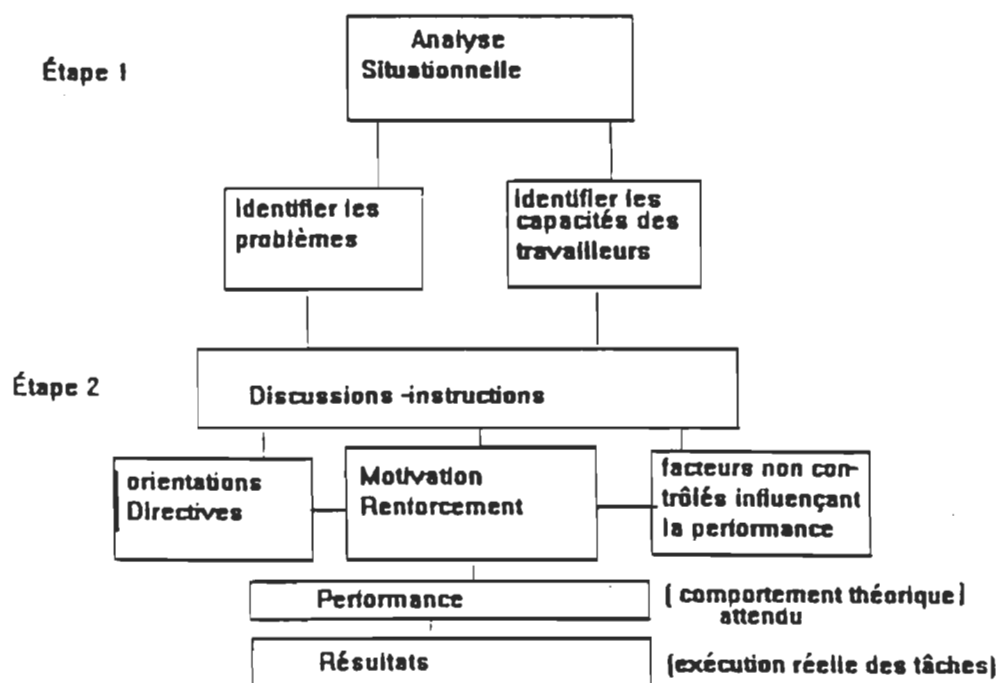 Étape 1
Analyse
Situationnelle
Identifier les
problèmes
Identifier les
capacités des
travailleurs
Étape 2
Discussions -instructions
orientations
Directives
Motivation
Renforcement
facteurs non con-
trôlés influençant
la performance
Performance
( comportement théorique)
attendu
Résultats
(exécution réelle des tâches)